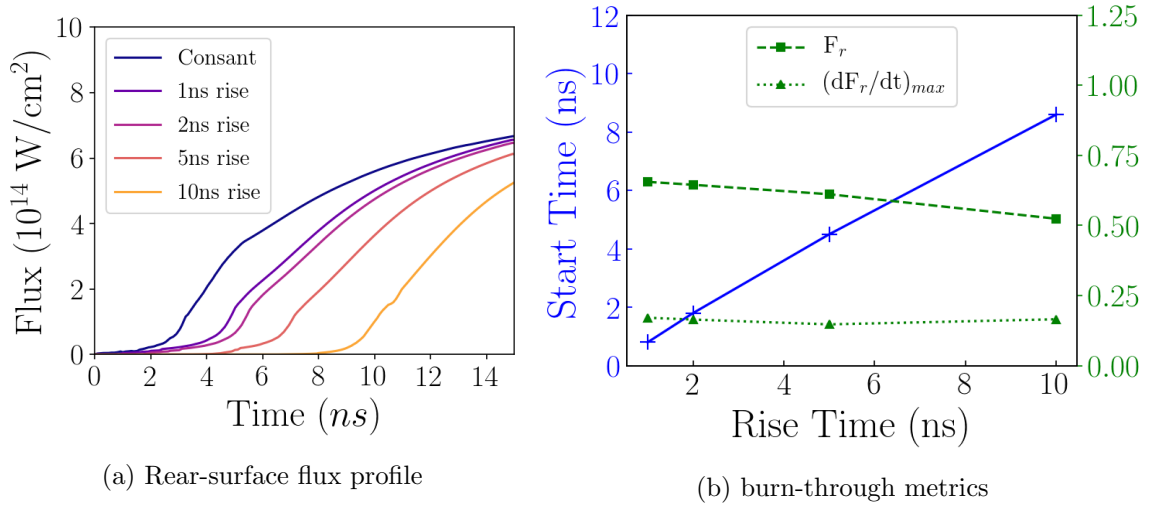 10
8
6
4
2
0
Flux (10^14 W/cm^2)
Consant
1ns rise
2ns rise
5ns rise
10ns rise
0 2 4 6 8 10 12 14
Time (ns)
(a) Rear-surface flux profile
12
10
8
6
4
2
0
Start Time (ns)
F_r
(dF_r/dt)_max
1.25
1.00
0.75
0.50
0.25
0.00
2 4 6 8 10
Rise Time (ns)
(b) burn-through metrics